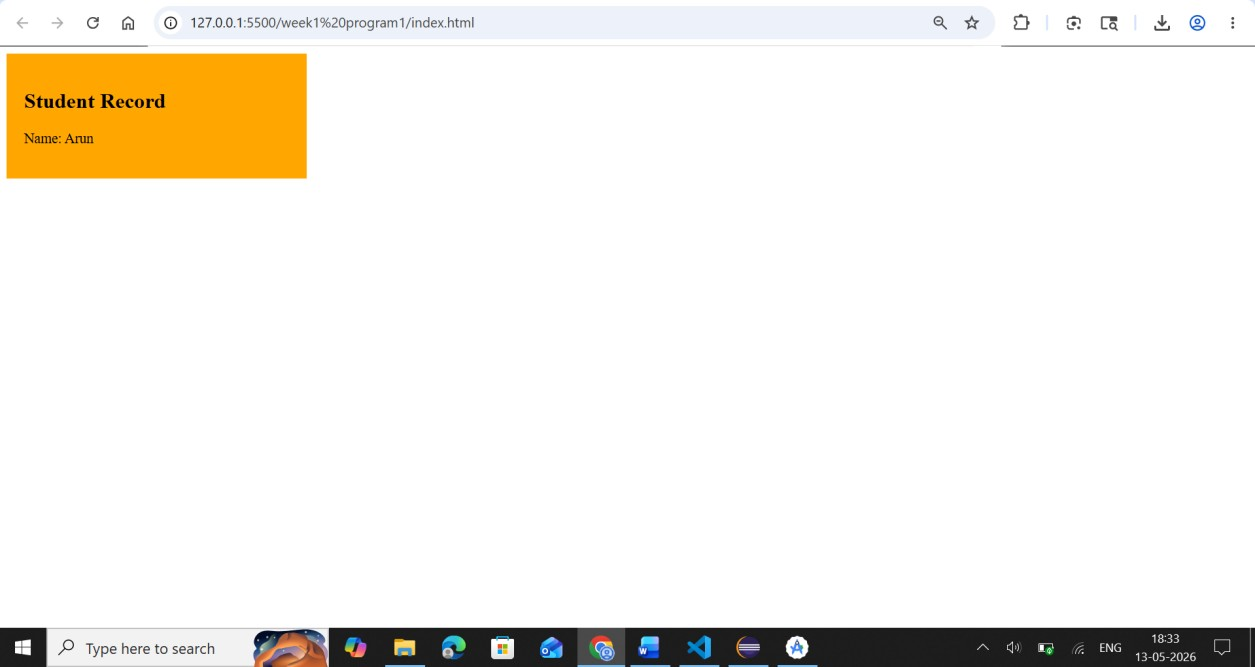 127.0.0.1:5500/week1%20program1/index.html
Student Record
Name: Arun
Type here to search
ENG
18:33
13-05-2026